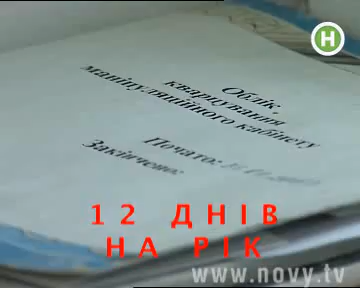 Н
Облік,
кварцування
маніпуляційного кабінету
Почато:
Закінчено:
12 ДНІВ
НА РІК
www.novy.tv